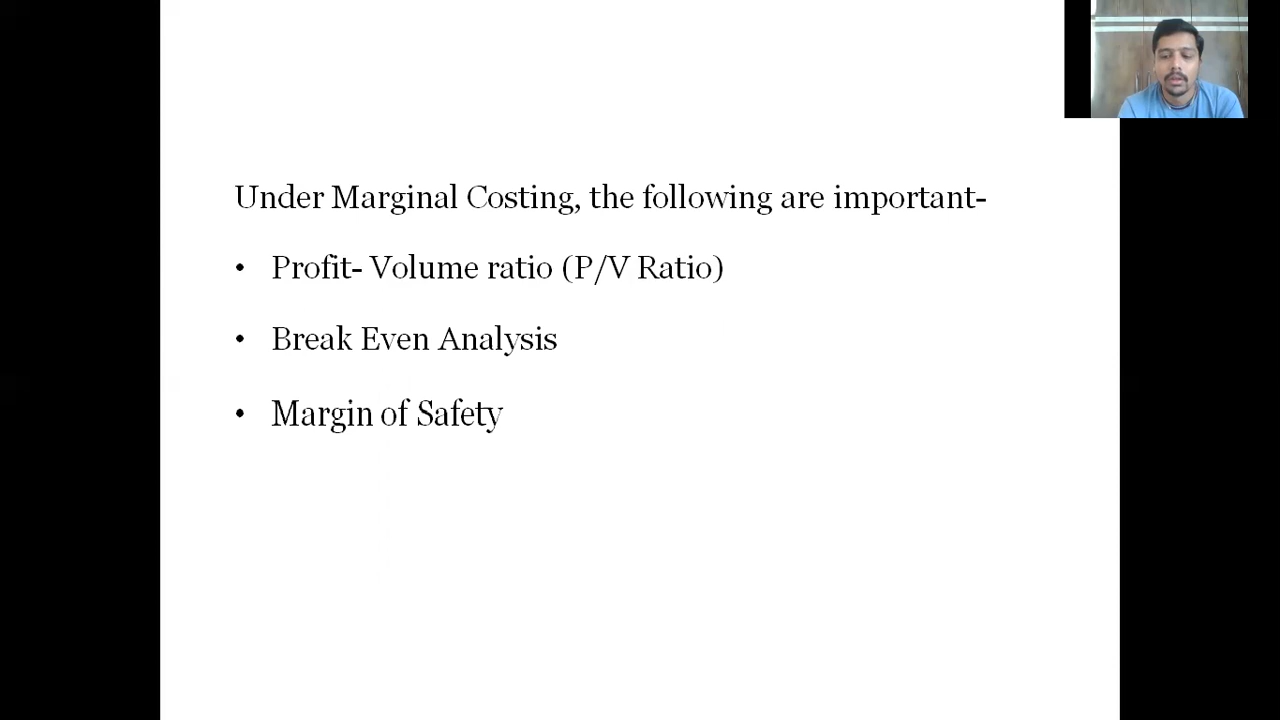 Under Marginal Costing, the following are important-
• Profit- Volume ratio (P/V Ratio)
• Break Even Analysis
• Margin of Safety